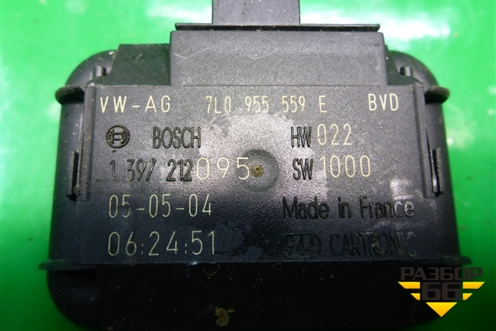 VW-AG 7L0 955 559 E BVD
BOSCH HW 022
1 397 212 095 SW 1000
05-05-04 Made in France
06:24:51 CARTRONIC
РАЗБОР
66